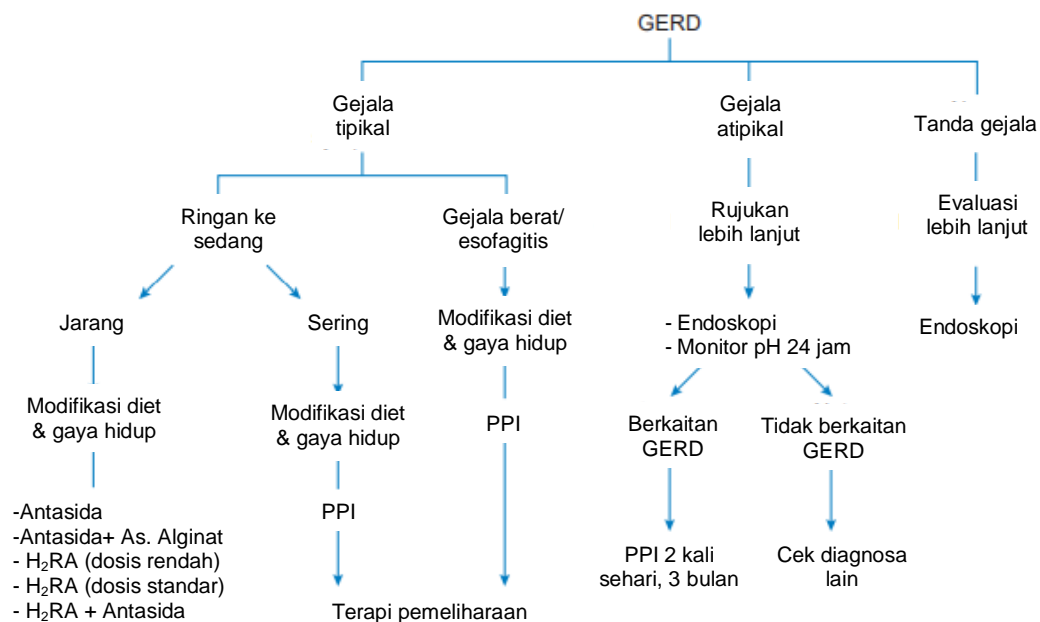 GERD
Gejala
tipikal
Gejala
atipikal
Tanda gejala
Ringan ke
sedang
Gejala berat/
esofagitis
Rujukan
lebih lanjut
Evaluasi
lebih lanjut
Jarang
Sering
Modifikasi diet
& gaya hidup
- Endoskopi
- Monitor pH 24 jam
Endoskopi
Modifikasi diet
& gaya hidup
Modifikasi diet
& gaya hidup
PPI
Berkaitan
GERD
Tidak berkaitan
GERD
-Antasida
-Antasida+ As. Alginat
- H₂RA (dosis rendah)
- H₂RA (dosis standar)
- H₂RA + Antasida
PPI
PPI 2 kali
sehari, 3 bulan
Cek diagnosa
lain
Terapi pemeliharaan